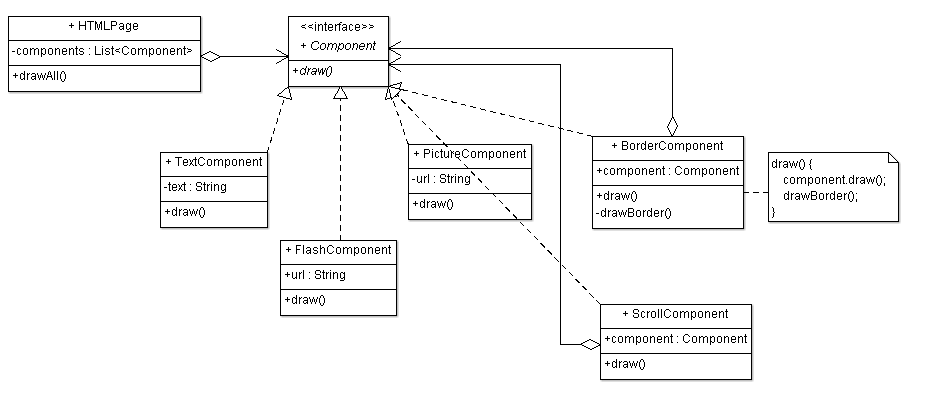 + HTMLPage
-components : List<Component>
+drawAll()
<<interface>>
+ Component
+draw()
+ TextComponent
-text : String
+draw()
+ FlashComponent
+url : String
+draw()
+ PictureComponent
-url : String
+draw()
+ BorderComponent
+component : Component
+draw()
-drawBorder()
draw() {
component.draw();
drawBorder();
}
+ ScrollComponent
+component : Component
+draw()